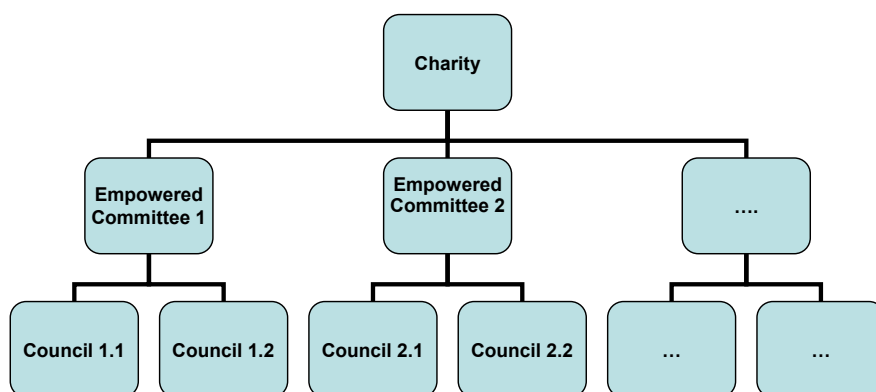 Charity
Empowered
Committee 1
Empowered
Committee 2
....
Council 1.1
Council 1.2
Council 2.1
Council 2.2
...
...